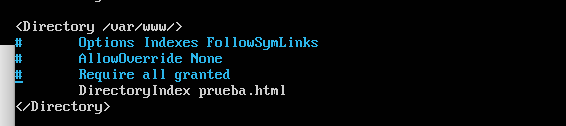 <Directory /var/www/>
#       Options Indexes FollowSymLinks
#       AllowOverride None
#       Require all granted
        DirectoryIndex prueba.html
</Directory>